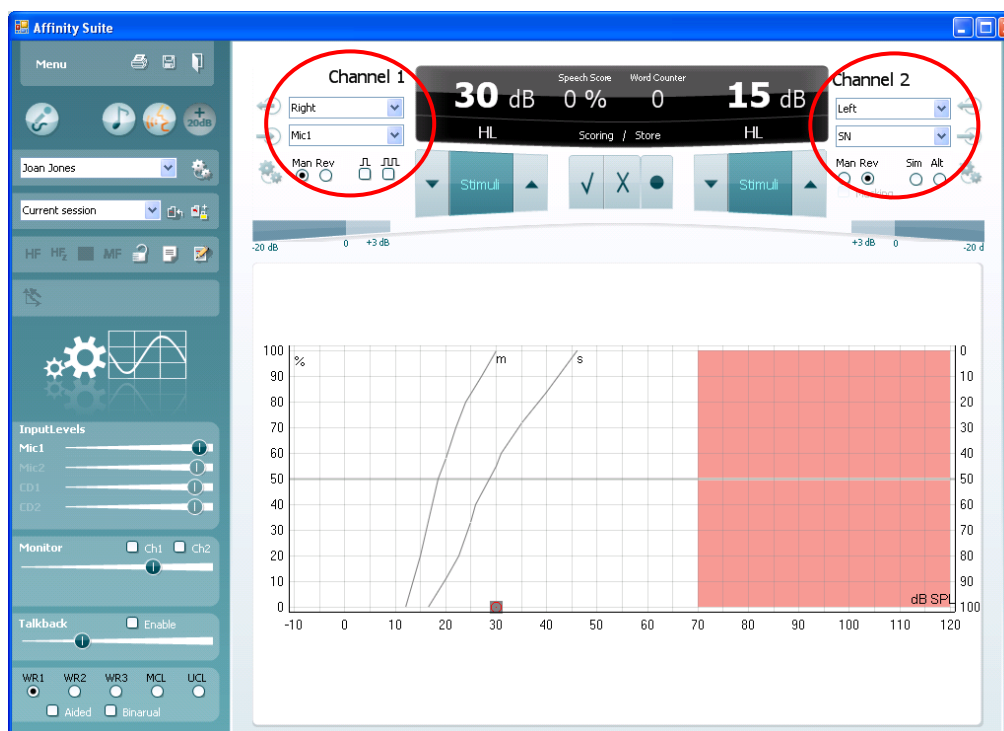 Affinity Suite
Menu
+
20dB
Joan Jones
Current session
HF HF2 MF
InputLevels
Mic1
Mic2
CD1
CD2
Monitor Ch1 Ch2
Talkback Enable
WR1 WR2 WR3 MCL UCL
Aided Binarual
Channel 1
Right
Mic1
Man Rev
30 dB
HL
Speech Score Word Counter
0 % 0
Scoring / Store
15 dB
HL
Stimuli
Stimuli
Channel 2
Left
SN
Man Rev Sim Alt
Masking
-20 dB 0 +3 dB
+3 dB 0 -20 d
%
m
s
100
90
80
70
60
50
40
30
20
10
0
0
10
20
30
40
50
60
70
80
90
100
dB SPL
-10 0 10 20 30 40 50 60 70 80 90 100 110 120